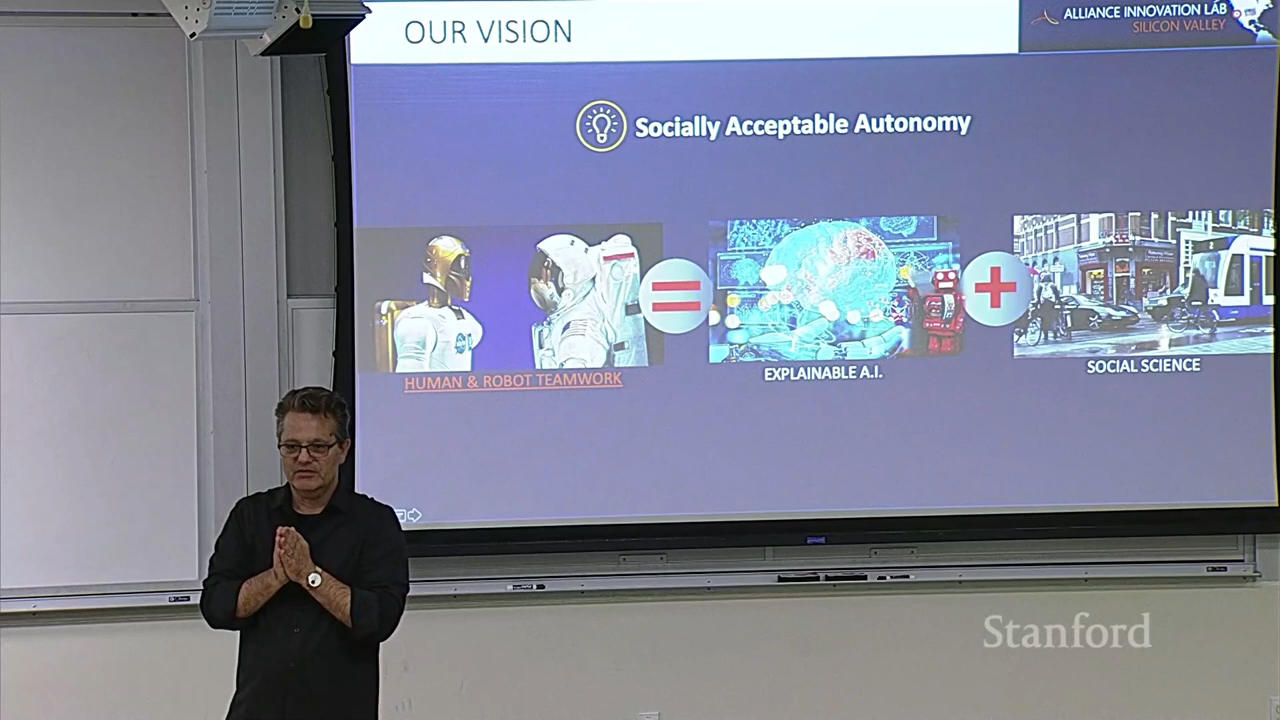 OUR VISION
ALLIANCE INNOVATION LAB
SILICON VALLEY
Socially Acceptable Autonomy
HUMAN & ROBOT TEAMWORK
EXPLAINABLE A.I.
SOCIAL SCIENCE
Stanford